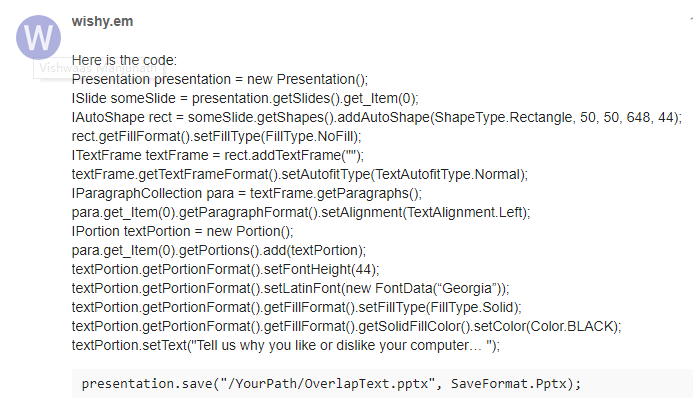 wishy.em
W
Here is the code:
Vishwaas Manjunath
Presentation presentation = new Presentation();
ISlide someSlide = presentation.getSlides().get_Item(0);
IAutoShape rect = someSlide.getShapes().addAutoShape(ShapeType.Rectangle, 50, 50, 648, 44);
rect.getFillFormat().setFillType(FillType.NoFill);
ITextFrame textFrame = rect.addTextFrame("");
textFrame.getTextFrameFormat().setAutofitType(TextAutofitType.Normal);
IParagraphCollection para = textFrame.getParagraphs();
para.get_Item(0).getParagraphFormat().setAlignment(TextAlignment.Left);
IPortion textPortion = new Portion();
para.get_Item(0).getPortions().add(textPortion);
textPortion.getPortionFormat().setFontHeight(44);
textPortion.getPortionFormat().setLatinFont(new FontData(“Georgia”));
textPortion.getPortionFormat().getFillFormat().setFillType(FillType.Solid);
textPortion.getPortionFormat().getFillFormat().getSolidFillColor().setColor(Color.BLACK);
textPortion.setText("Tell us why you like or dislike your computer… ");
presentation.save("/YourPath/OverlapText.pptx", SaveFormat.Pptx);